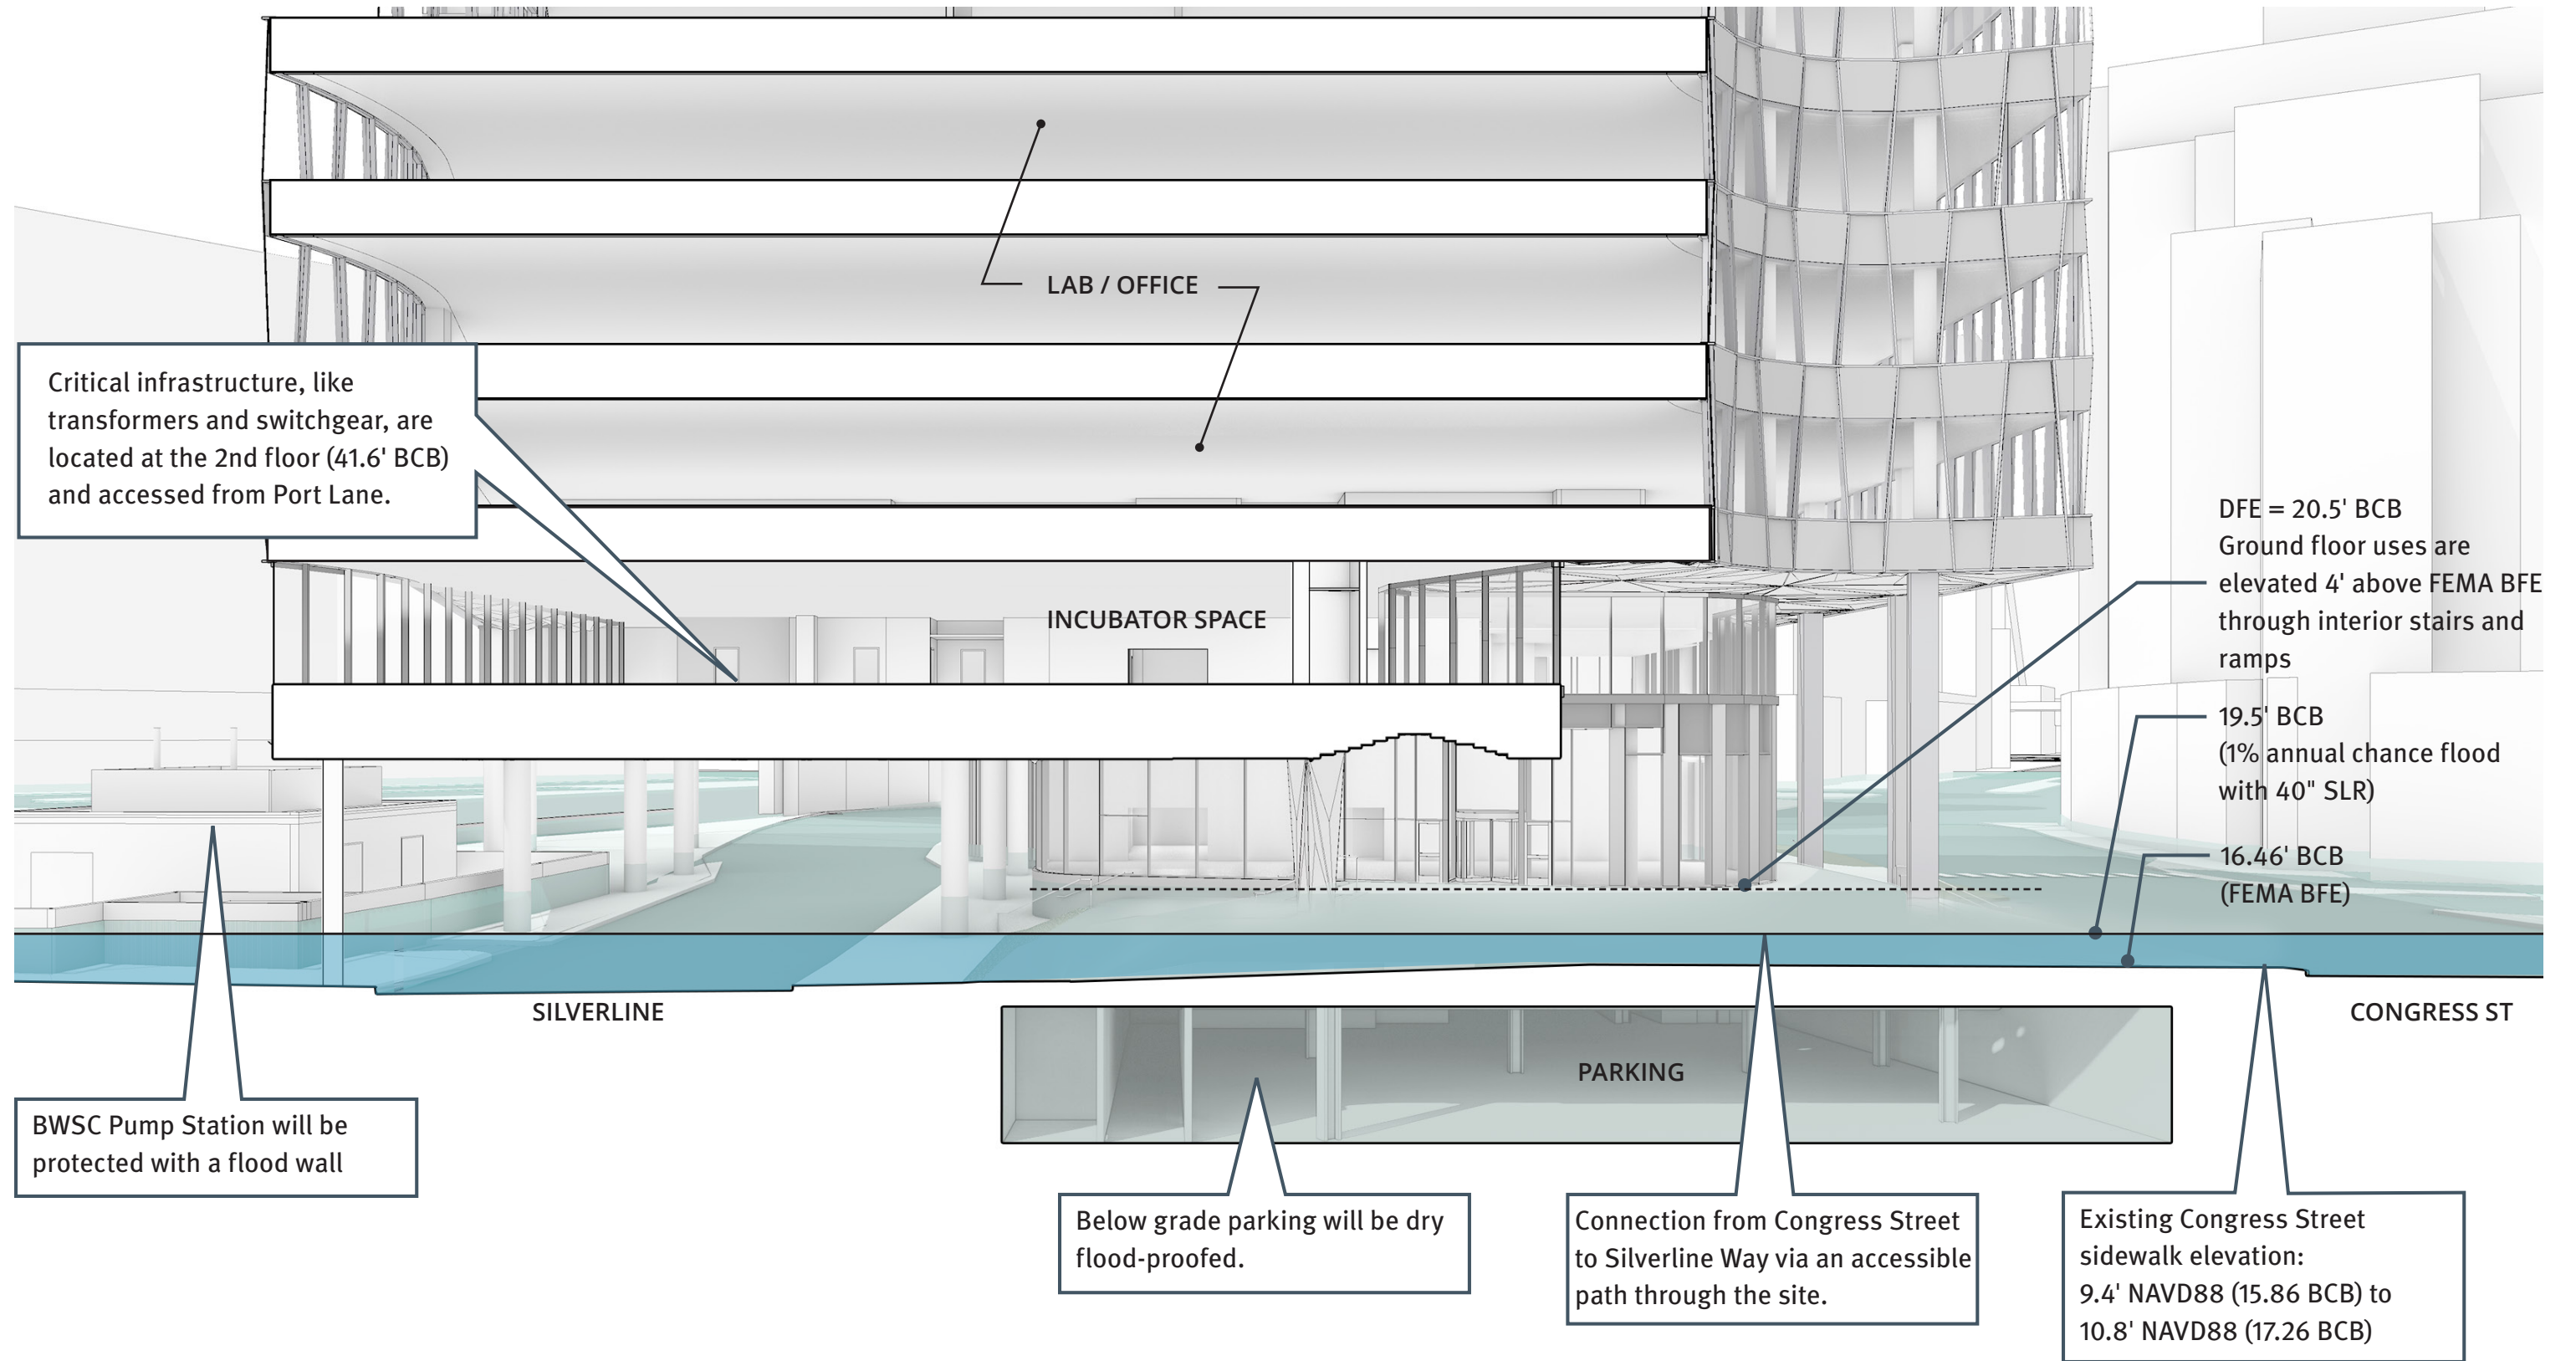 LAB / OFFICE
Critical infrastructure, like
transformers and switchgear, are
located at the 2nd floor (41.6' BCB)
and accessed from Port Lane.
DFE = 20.5' BCB
Ground floor uses are
elevated 4' above FEMA BFE
through interior stairs and
ramps
INCUBATOR SPACE
19.5' BCB
(1% annual chance flood
with 40" SLR)
16.46' BCB
(FEMA BFE)
SILVERLINE
CONGRESS ST
PARKING
BWSC Pump Station will be
protected with a flood wall
Below grade parking will be dry
flood-proofed.
Connection from Congress Street
to Silverline Way via an accessible
path through the site.
Existing Congress Street
sidewalk elevation:
9.4' NAVD88 (15.86 BCB) to
10.8' NAVD88 (17.26 BCB)